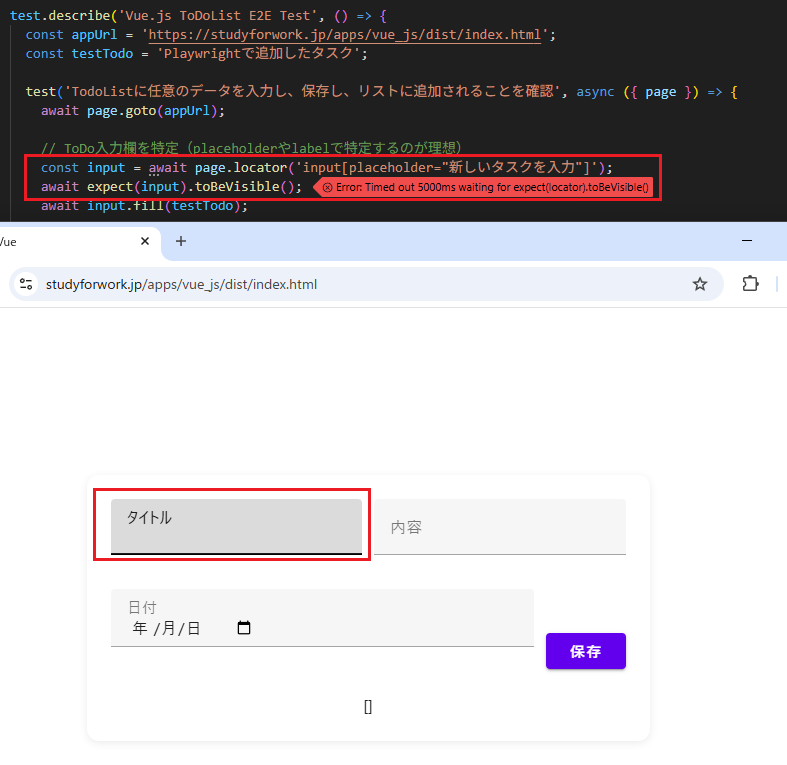 test.describe('Vue.js ToDoList E2E Test', () => {
const appUrl = 'https://studyforwork.jp/apps/vue_js/dist/index.html';
const testTodo = 'Playwrightで追加したタスク';
test('TodoListに任意のデータを入力し、保存し、リストに追加されることを確認', async ({ page }) => {
await page.goto(appUrl);
// ToDo入力欄を特定（placeholderやlabelで特定するのが理想）
const input = await page.locator('input[placeholder="新しいタスクを入力"]');
await expect(input).toBeVisible(); Error: Timed out 5000ms waiting for expect(locator).toBeVisible()
await input.fill(testTodo);
Vue
studyforwork.jp/apps/vue_js/dist/index.html
タイトル
内容
日付
年 /月/日
保存
[]